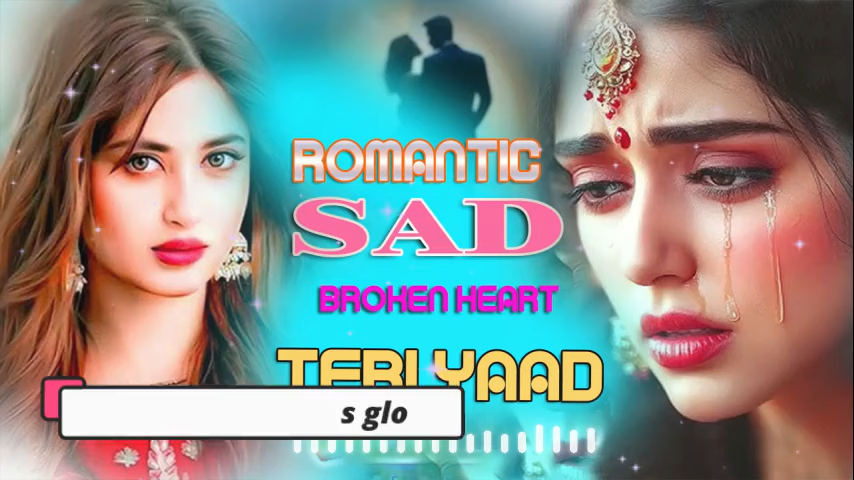 ROMANTIC
SAD
BROKEN HEART
TERI YAAD
s glo